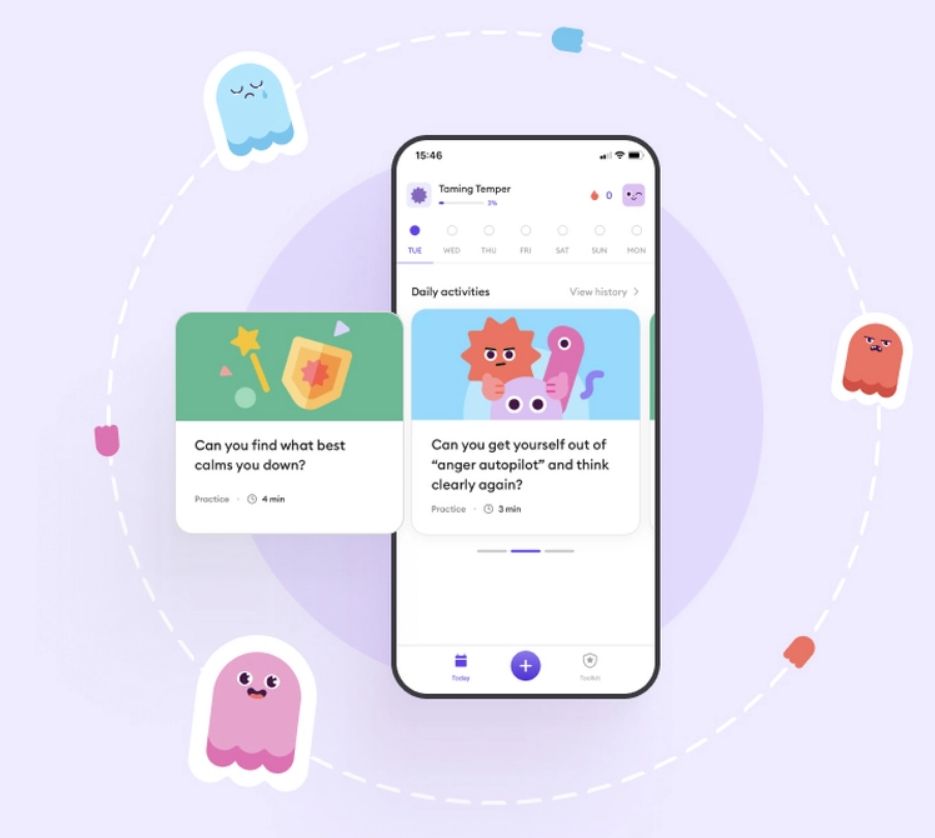 15:46
Taming Temper
3%
0
TUE WED THU FRI SAT SUN MON
Daily activities View history
Can you find what best
calms you down?
Practice · 4 min
Can you get yourself out of
“anger autopilot” and think
clearly again?
Practice · 3 min
Today
Toolkit